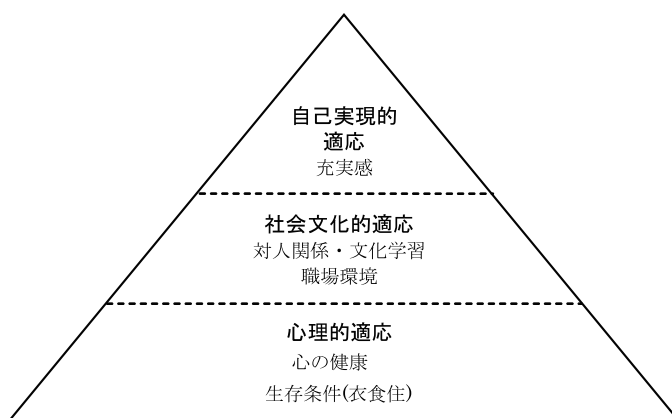 自己実現的
適応
充実感
社会文化的適応
対人関係・文化学習
職場環境
心理的適応
心の健康
生存条件(衣食住)